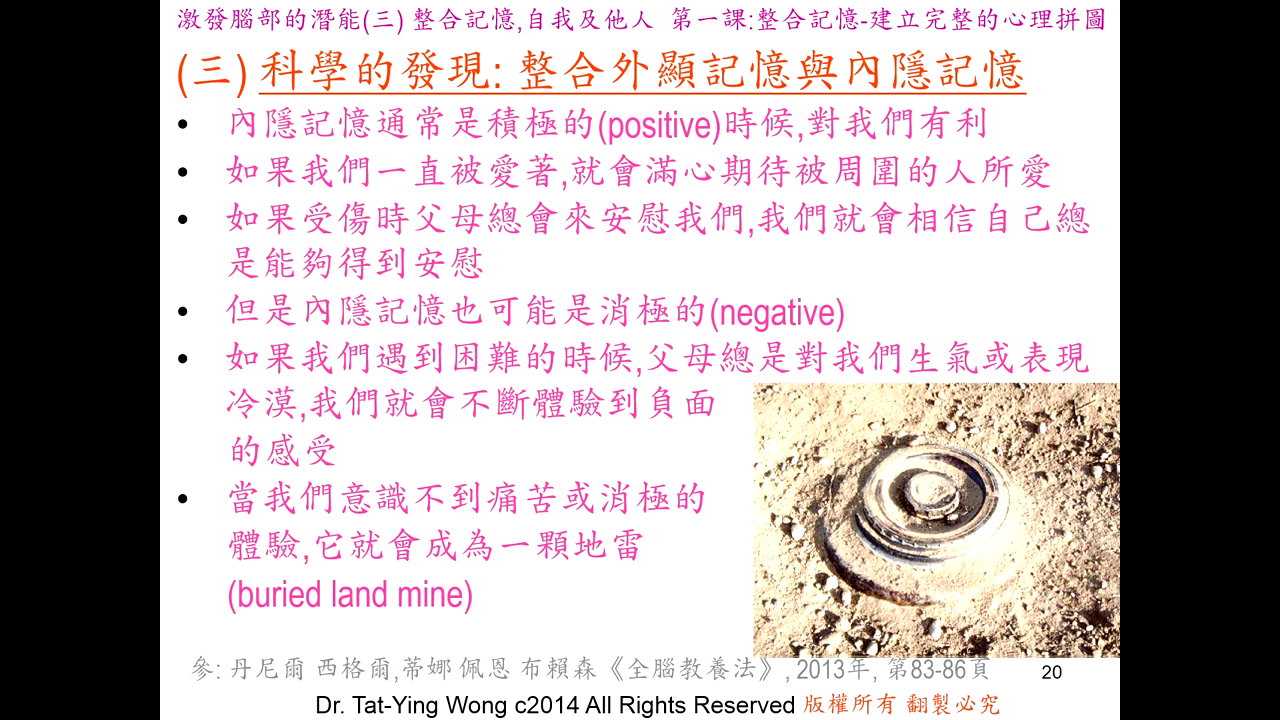 激發腦部的潛能(三) 整合記憶,自我及他人 第一課:整合記憶-建立完整的心理拼圖
(三) 科學的發現: 整合外顯記憶與內隱記憶
• 內隱記憶通常是積極的(positive)時候,對我們有利
• 如果我們一直被愛著,就會滿心期待被周圍的人所愛
• 如果受傷時父母總會來安慰我們,我們就會相信自己總
是能夠得到安慰
• 但是內隱記憶也可能是消極的(negative)
• 如果我們遇到困難的時候,父母總是對我們生氣或表現
冷漠,我們就會不斷體驗到負面
的感受
• 當我們意識不到痛苦或消極的
體驗,它就會成為一顆地雷
(buried land mine)
參: 丹尼爾 西格爾,蒂娜 佩恩 布賴森《全腦教養法》, 2013年, 第83-86頁
20
Dr. Tat-Ying Wong c2014 All Rights Reserved 版權所有 翻製必究